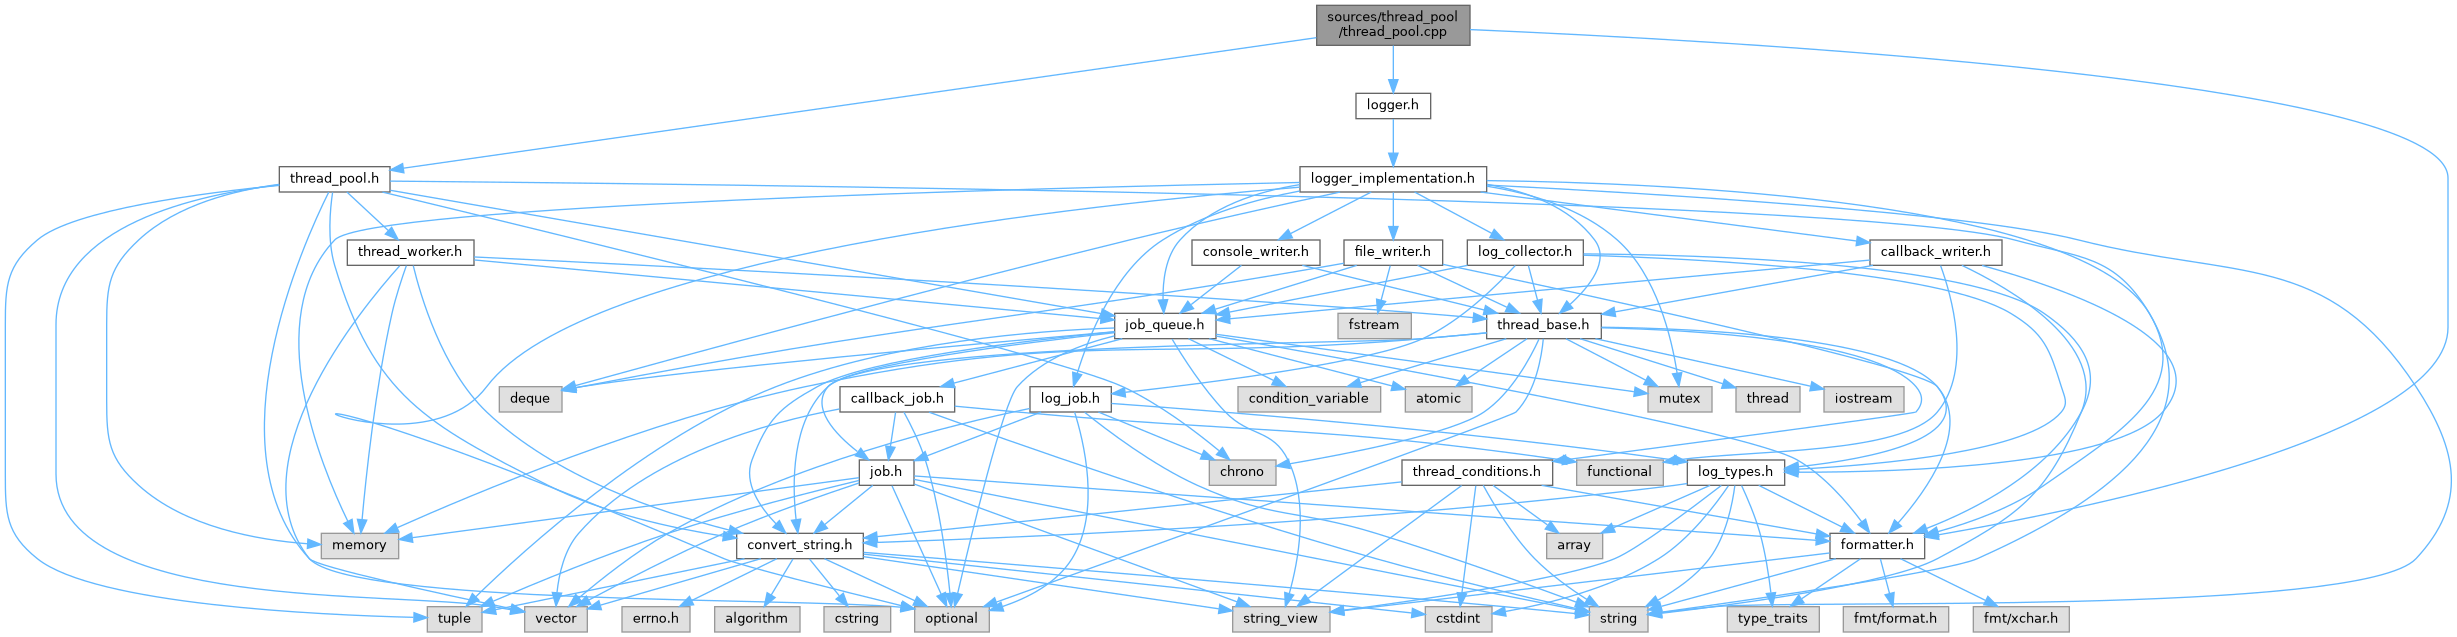 sources/thread_pool
/thread_pool.cpp
logger.h
thread_pool.h
logger_implementation.h
thread_worker.h
console_writer.h
file_writer.h
log_collector.h
callback_writer.h
job_queue.h
fstream
thread_base.h
deque
callback_job.h
log_job.h
condition_variable
atomic
mutex
thread
iostream
job.h
chrono
thread_conditions.h
functional
log_types.h
memory
convert_string.h
array
formatter.h
tuple
vector
errno.h
algorithm
cstring
optional
string_view
cstdint
string
type_traits
fmt/format.h
fmt/xchar.h